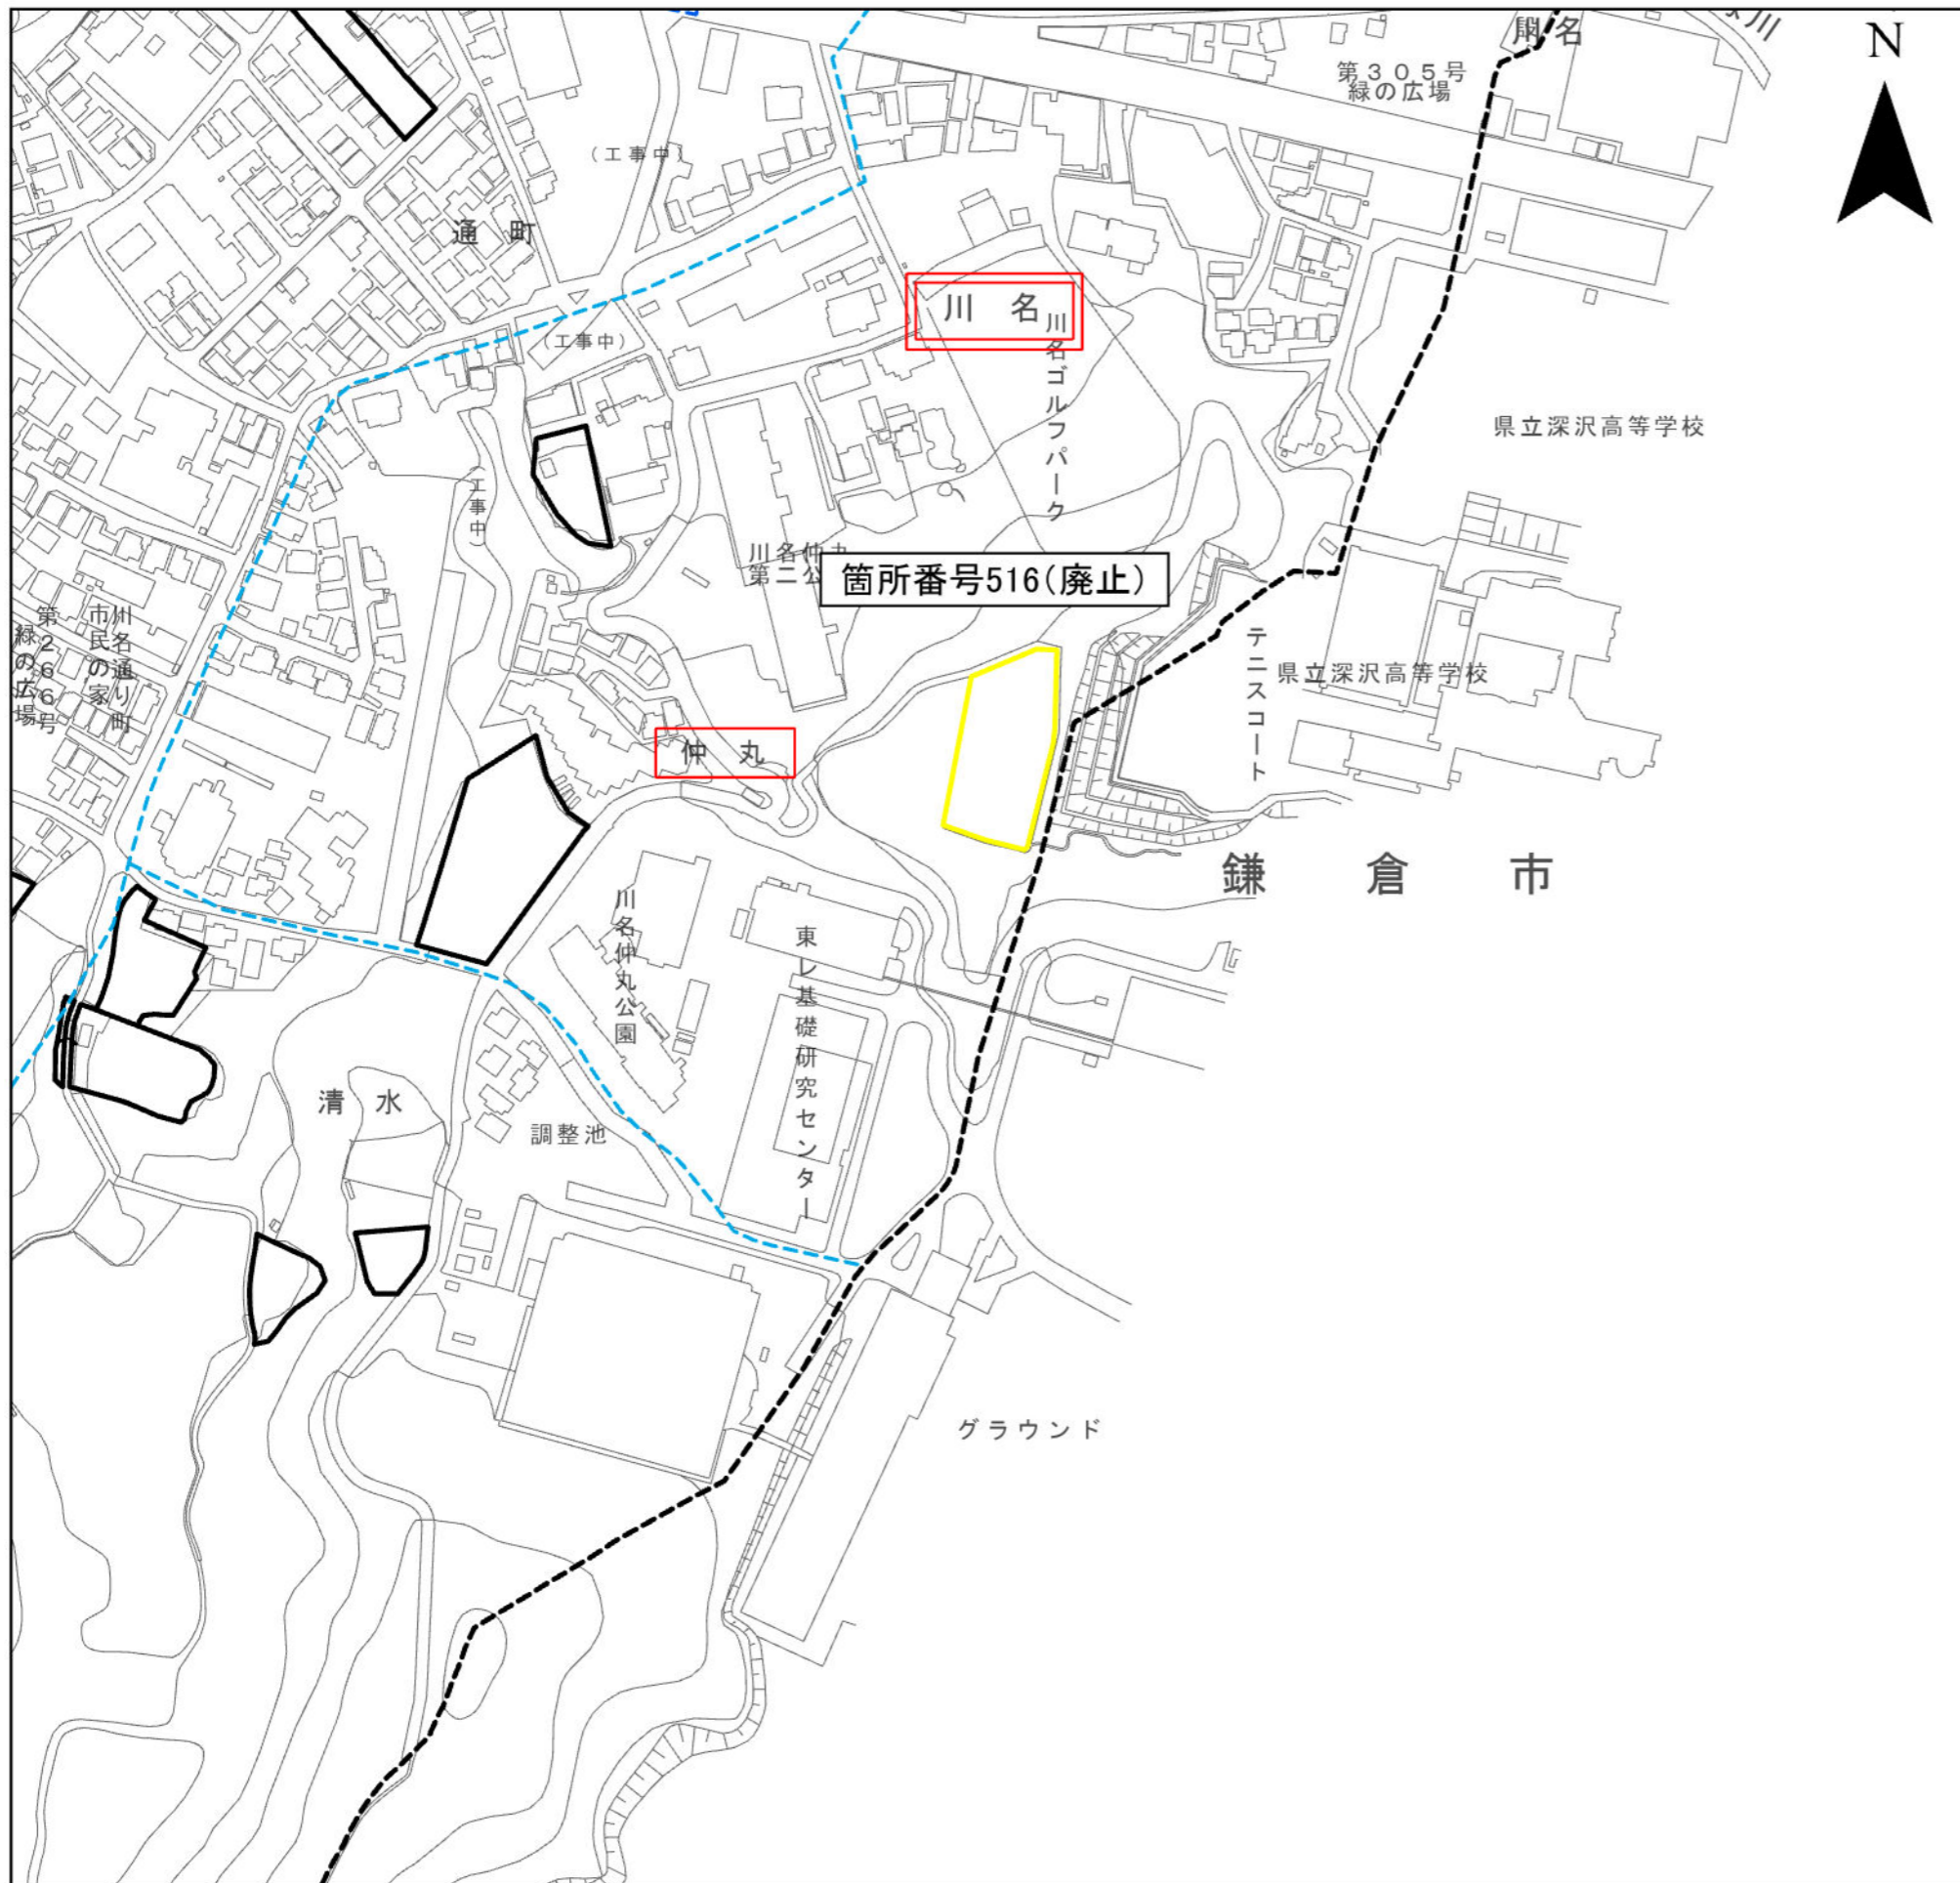 N
川名
第305号
緑の広場
(工事中)
通町
川名
川名ゴルフパーク
(工事中)
県立深沢高等学校
(工事中)
川名仲丸
第二公
箇所番号516(廃止)
川名通り町
市民の家
第266号
緑の広場
テニスコート
県立深沢高等学校
仲丸
鎌倉市
川名仲丸公園
東レ基礎研究センター
清水
調整池
グラウンド